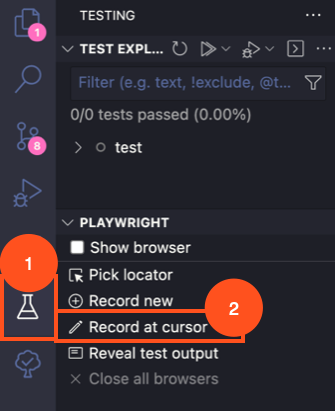 TESTING
1
TEST EXPL...
Filter (e.g. text, !exclude, @t...
0/0 tests passed (0.00%)
8
test
PLAYWRIGHT
Show browser
1
Pick locator
Record new
2
Record at cursor
Reveal test output
Close all browsers